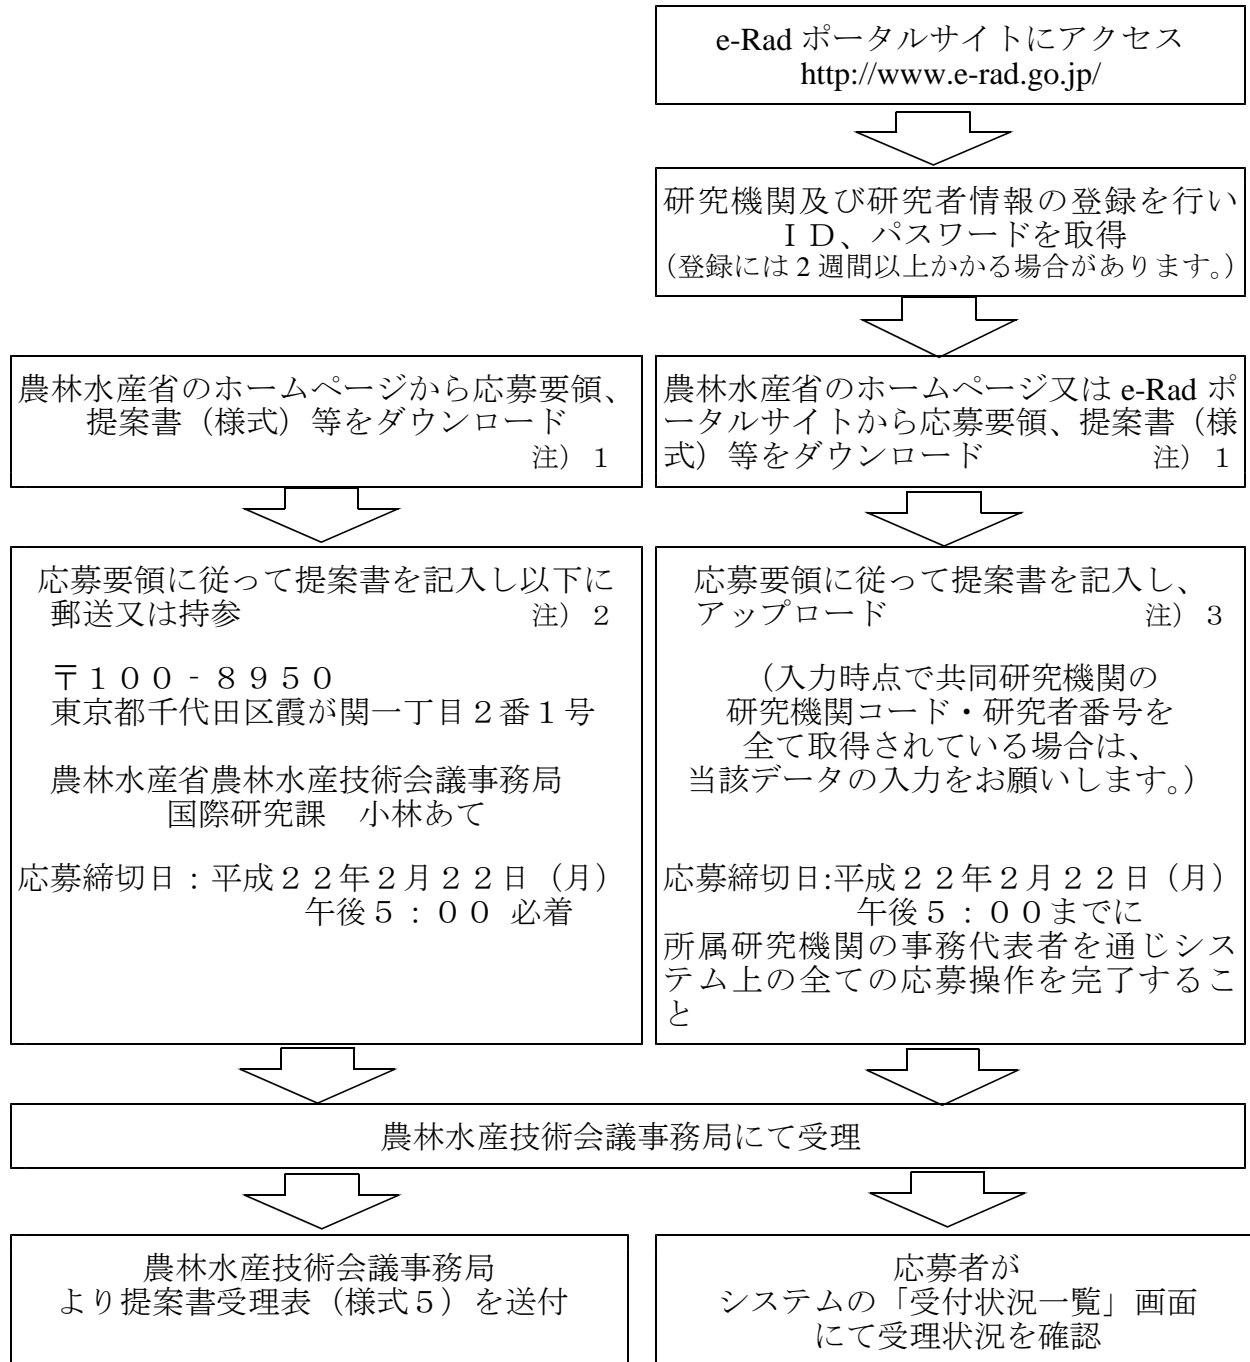 e-Rad ポータルサイトにアクセス
http://www.e-rad.go.jp/
研究機関及び研究者情報の登録を行い
ＩＤ、パスワードを取得
（登録には２週間以上かかる場合があります。）
農林水産省のホームページから応募要領、
提案書（様式）等をダウンロード
注）１
農林水産省のホームページ又は e-Rad ポ
ータルサイトから応募要領、提案書（様
式）等をダウンロード 注）１
応募要領に従って提案書を記入し以下に
郵送又は持参 注）２
〒１００‐８９５０
東京都千代田区霞が関一丁目２番１号
農林水産省農林水産技術会議事務局
国際研究課　小林あて
応募締切日：平成２２年２月２２日（月）
午後５：００ 必着
応募要領に従って提案書を記入し、
アップロード 注）３
（入力時点で共同研究機関の
研究機関コード・研究者番号を
全て取得されている場合は、
当該データの入力をお願いします。）
応募締切日:平成２２年２月２２日（月）
午後５：００までに
所属研究機関の事務代表者を通じシス
テム上の全ての応募操作を完了するこ
と
農林水産技術会議事務局にて受理
農林水産技術会議事務局
より提案書受理表（様式５）を送付
応募者が
システムの「受付状況一覧」画面
にて受理状況を確認